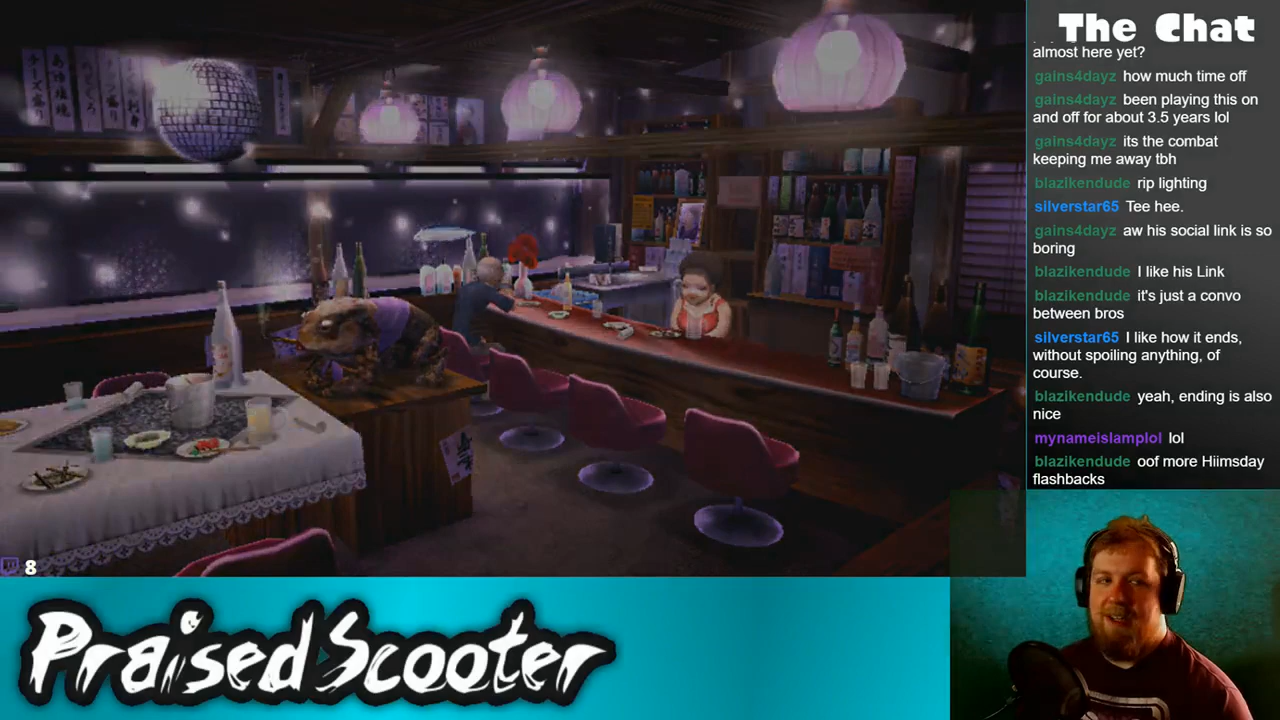 The Chat
almost here yet?
gains4dayz how much time off
gains4dayz been playing this on
and off for about 3.5 years lol
gains4dayz its the combat
keeping me away tbh
blazikendude rip lighting
silverstar65 Tee hee.
gains4dayz aw his social link is so
boring
blazikendude I like his Link
blazikendude it's just a convo
between bros
silverstar65 I like how it ends,
without spoiling anything, of
course.
blazikendude yeah, ending is also
nice
mynameislamplol lol
blazikendude oof more Hiimsday
flashbacks
8
PraisedScooter